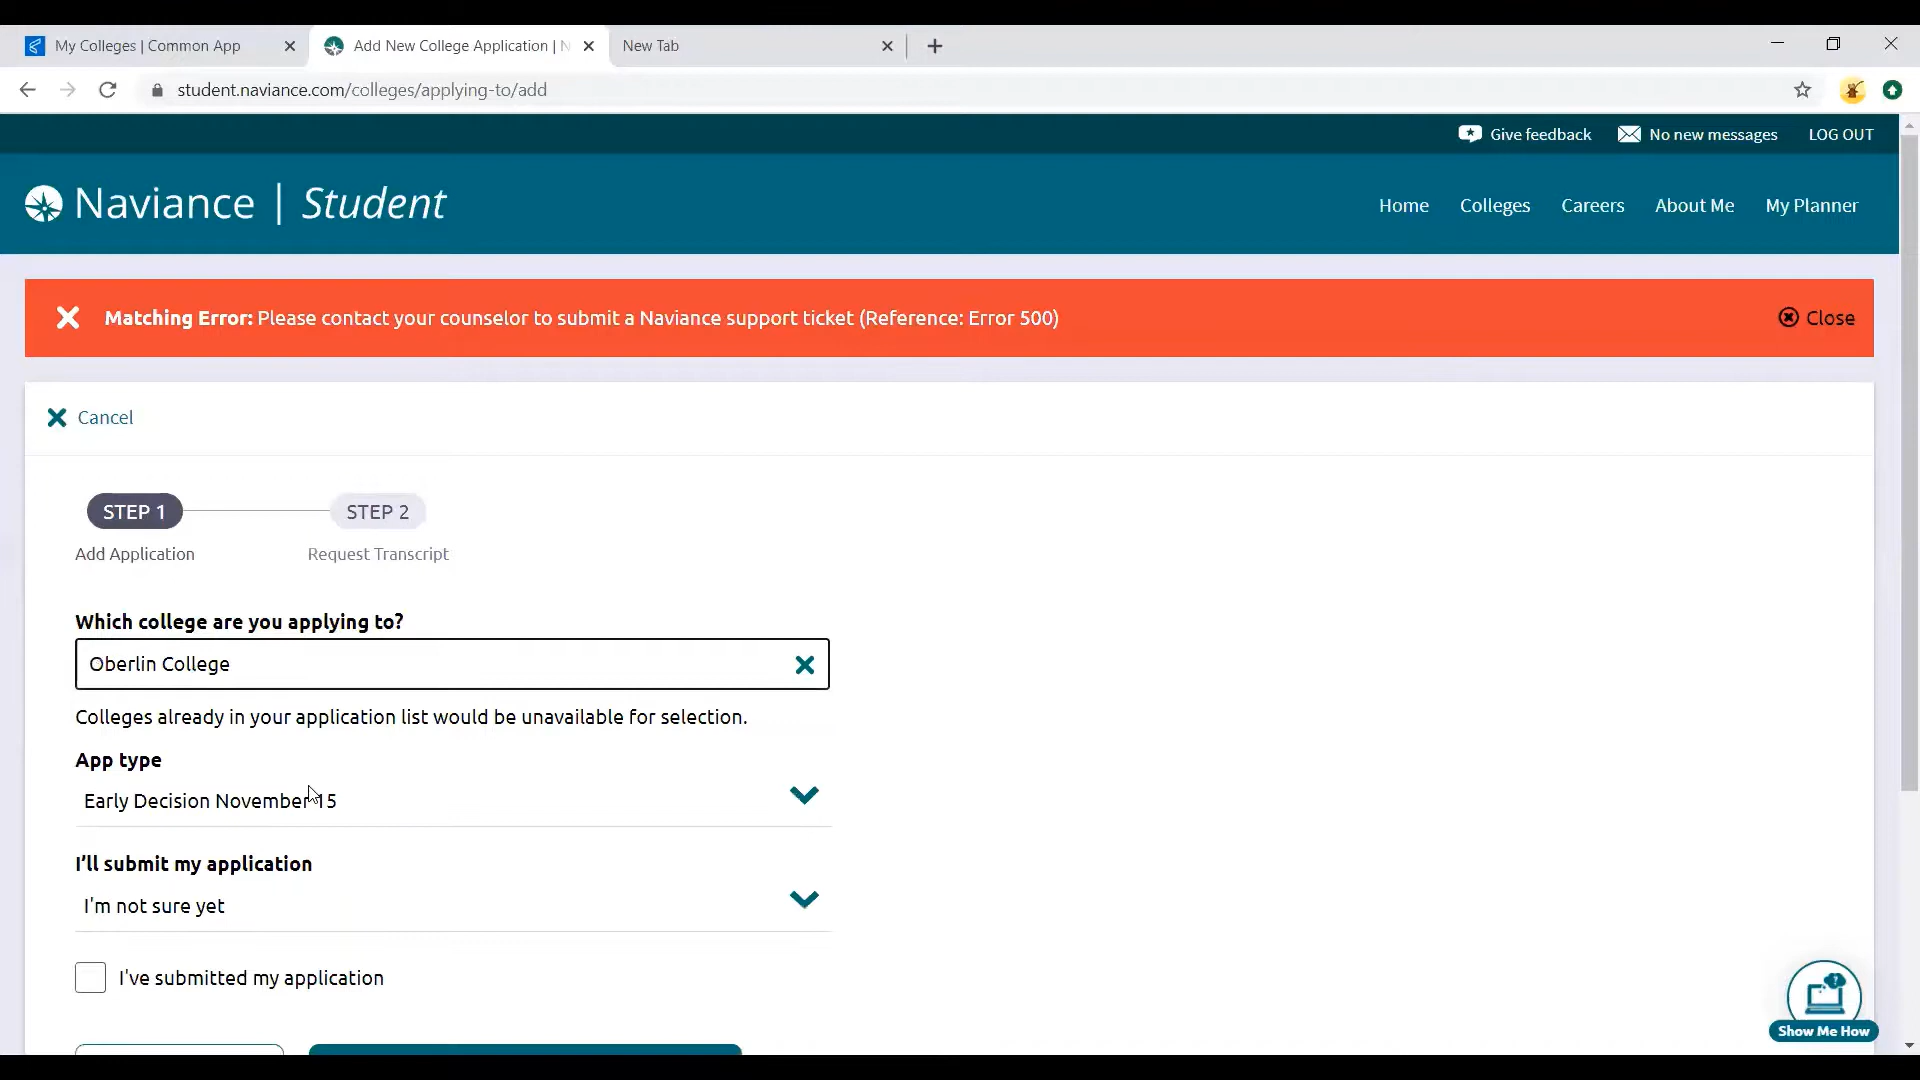 My Colleges | Common App
Add New College Application | N
New Tab
student.naviance.com/colleges/applying-to/add
Give feedback
No new messages
LOG OUT
Naviance | Student
Home
Colleges
Careers
About Me
My Planner
Matching Error: Please contact your counselor to submit a Naviance support ticket (Reference: Error 500)
Close
Cancel
STEP 1
STEP 2
Add Application
Request Transcript
Which college are you applying to?
Oberlin College
Colleges already in your application list would be unavailable for selection.
App type
Early Decision November 15
I'll submit my application
I'm not sure yet
I've submitted my application
Show Me How